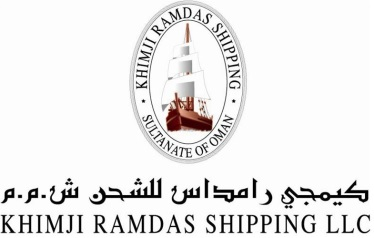 • KHIMJI RAMDAS SHIPPING •
SULTANATE OF OMAN
كيمجي رامداس للشحن ش.م.م
KHIMJI RAMDAS SHIPPING LLC